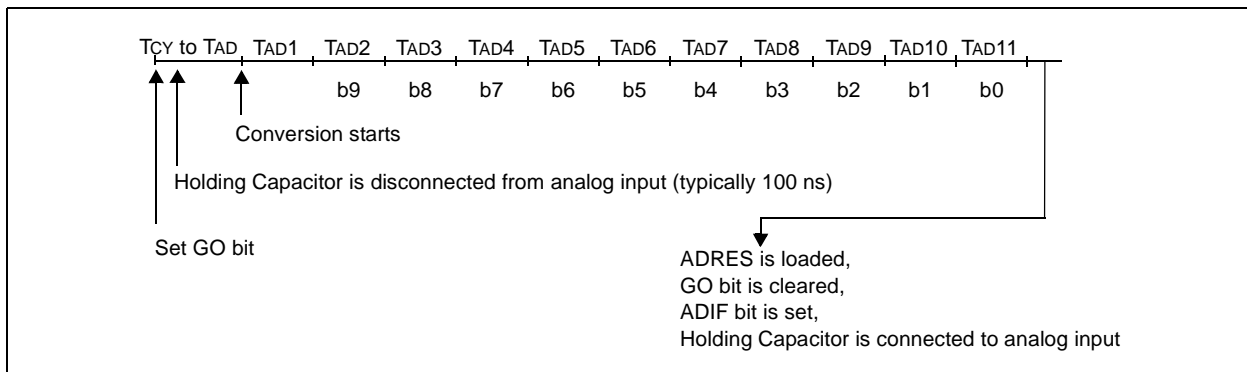 TCY to TAD TAD1 TAD2 TAD3 TAD4 TAD5 TAD6 TAD7 TAD8 TAD9 TAD10 TAD11
b9 b8 b7 b6 b5 b4 b3 b2 b1 b0
Conversion starts
Holding Capacitor is disconnected from analog input (typically 100 ns)
Set GO bit
ADRES is loaded,
GO bit is cleared,
ADIF bit is set,
Holding Capacitor is connected to analog input